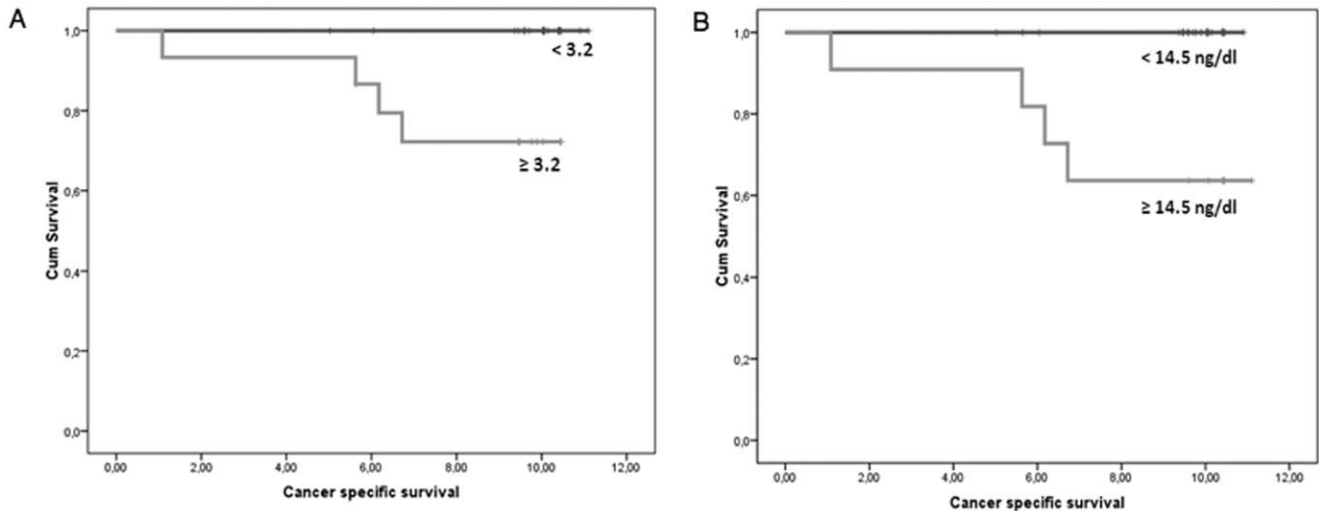 A
1,0
0,8
0,6
0,4
0,2
0,0
Cum Survival
< 3.2
≥ 3.2
0,00 2,00 4,00 6,00 8,00 10,00 12,00
Cancer specific survival
B
1,0
0,8
0,6
0,4
0,2
0,0
Cum Survival
< 14.5 ng/dl
≥ 14.5 ng/dl
0,00 2,00 4,00 6,00 8,00 10,00 12,00
Cancer specific survival